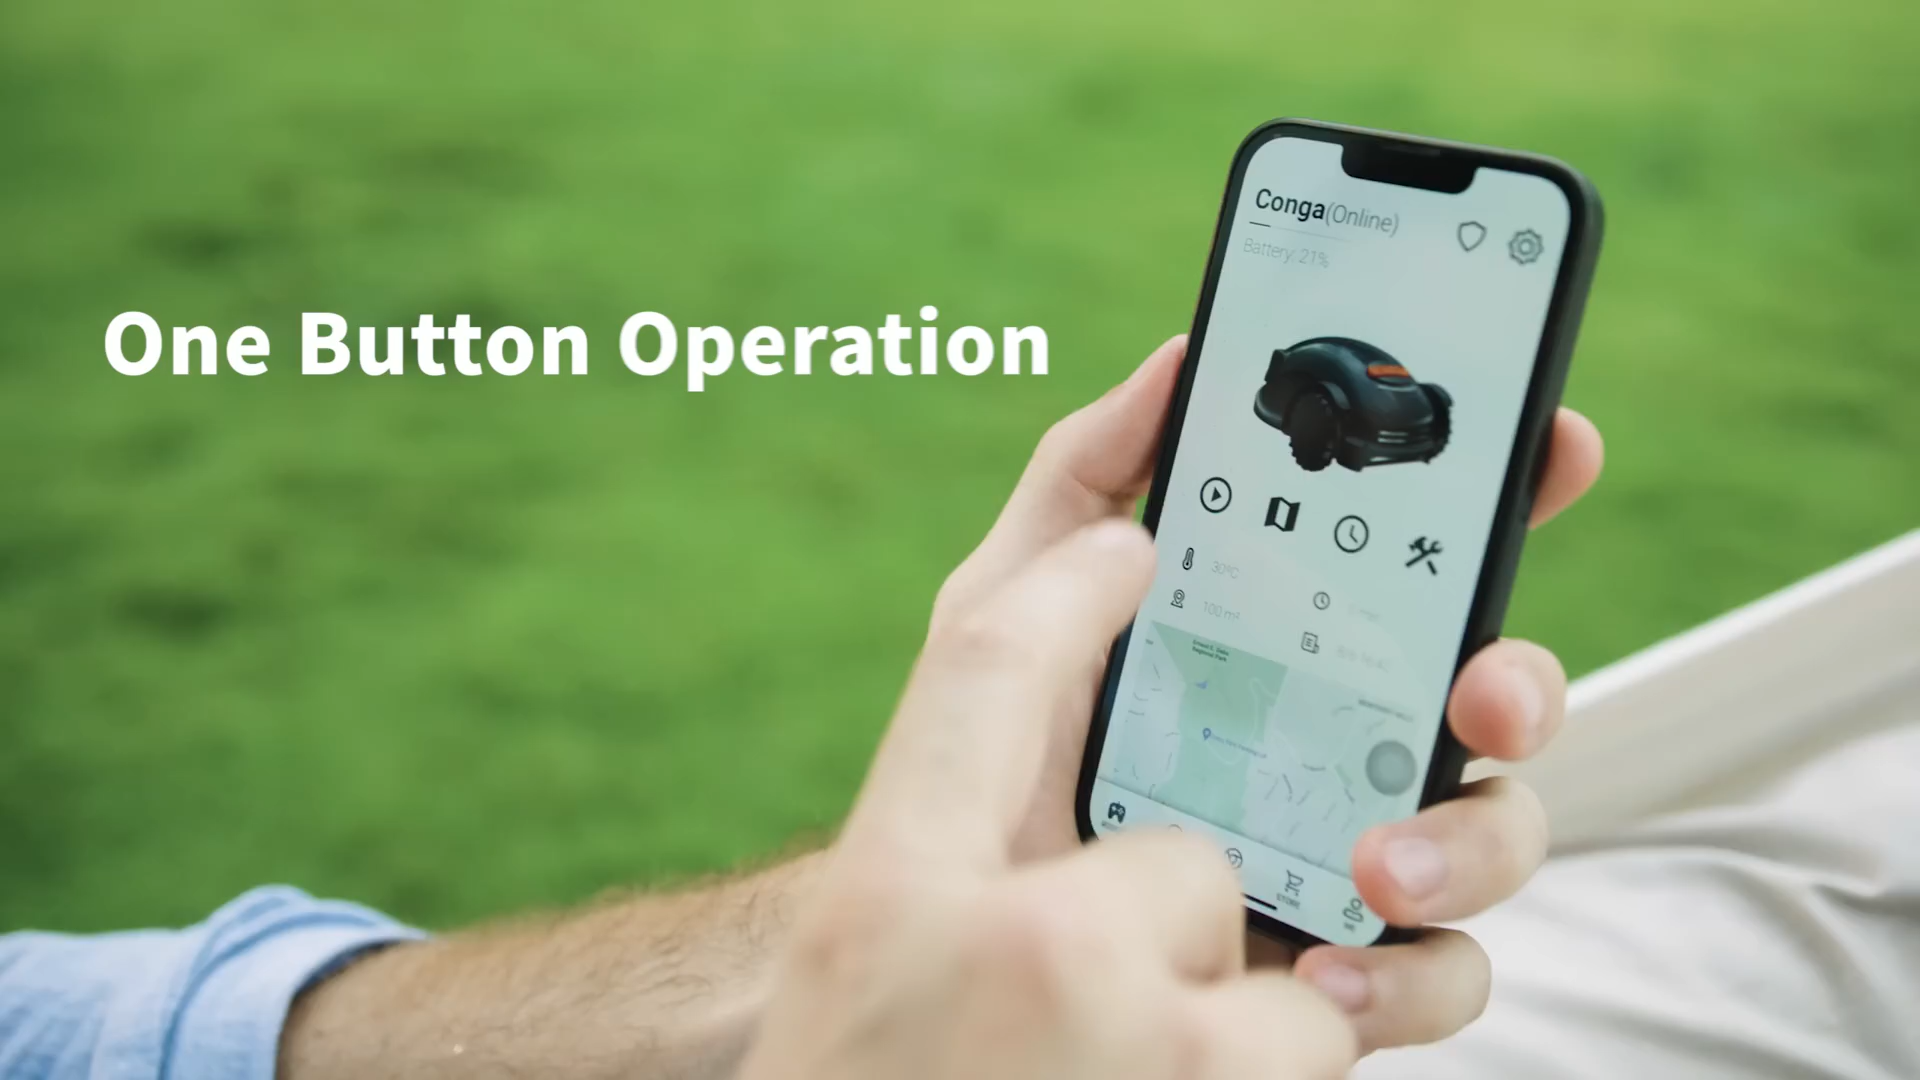 One Button Operation
Conga(Online)
Battery: 21%
30°C
100 m²
STORE